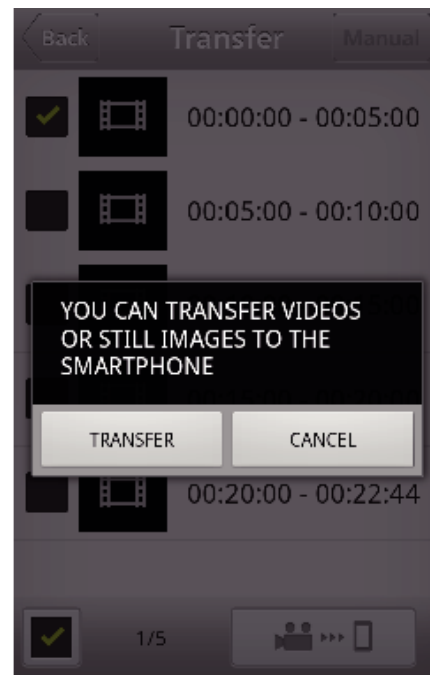 Back
Transfer
Manual
00:00:00 - 00:05:00
00:05:00 - 00:10:00
YOU CAN TRANSFER VIDEOS
OR STILL IMAGES TO THE
SMARTPHONE
TRANSFER
CANCEL
00:20:00 - 00:22:44
1/5